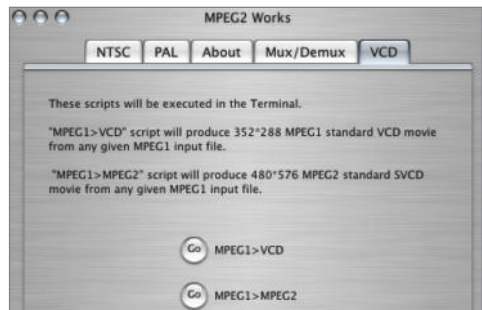 MPEG2 Works
NTSC PAL About Mux/Demux VCD
These scripts will be executed in the Terminal.
"MPEG1>VCD" script will produce 352*288 MPEG1 standard VCD movie
from any given MPEG1 input file.
"MPEG1>MPEG2" script will produce 480*576 MPEG2 standard SVCD
movie from any given MPEG1 input file.
Go MPEG1>VCD
Go MPEG1>MPEG2